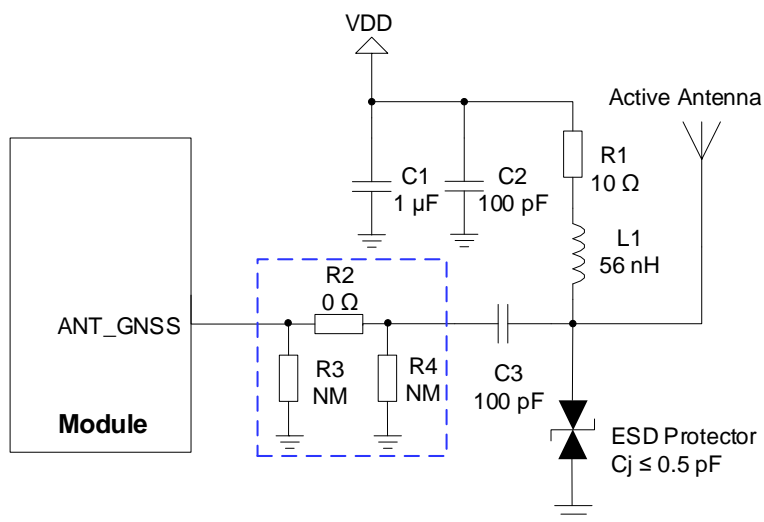 VDD
Active Antenna
C1
1 µF
C2
100 pF
R1
10 Ω
L1
56 nH
R2
0 Ω
ANT_GNSS
R3
NM
R4
NM
C3
100 pF
Module
ESD Protector
Cj ≤ 0.5 pF